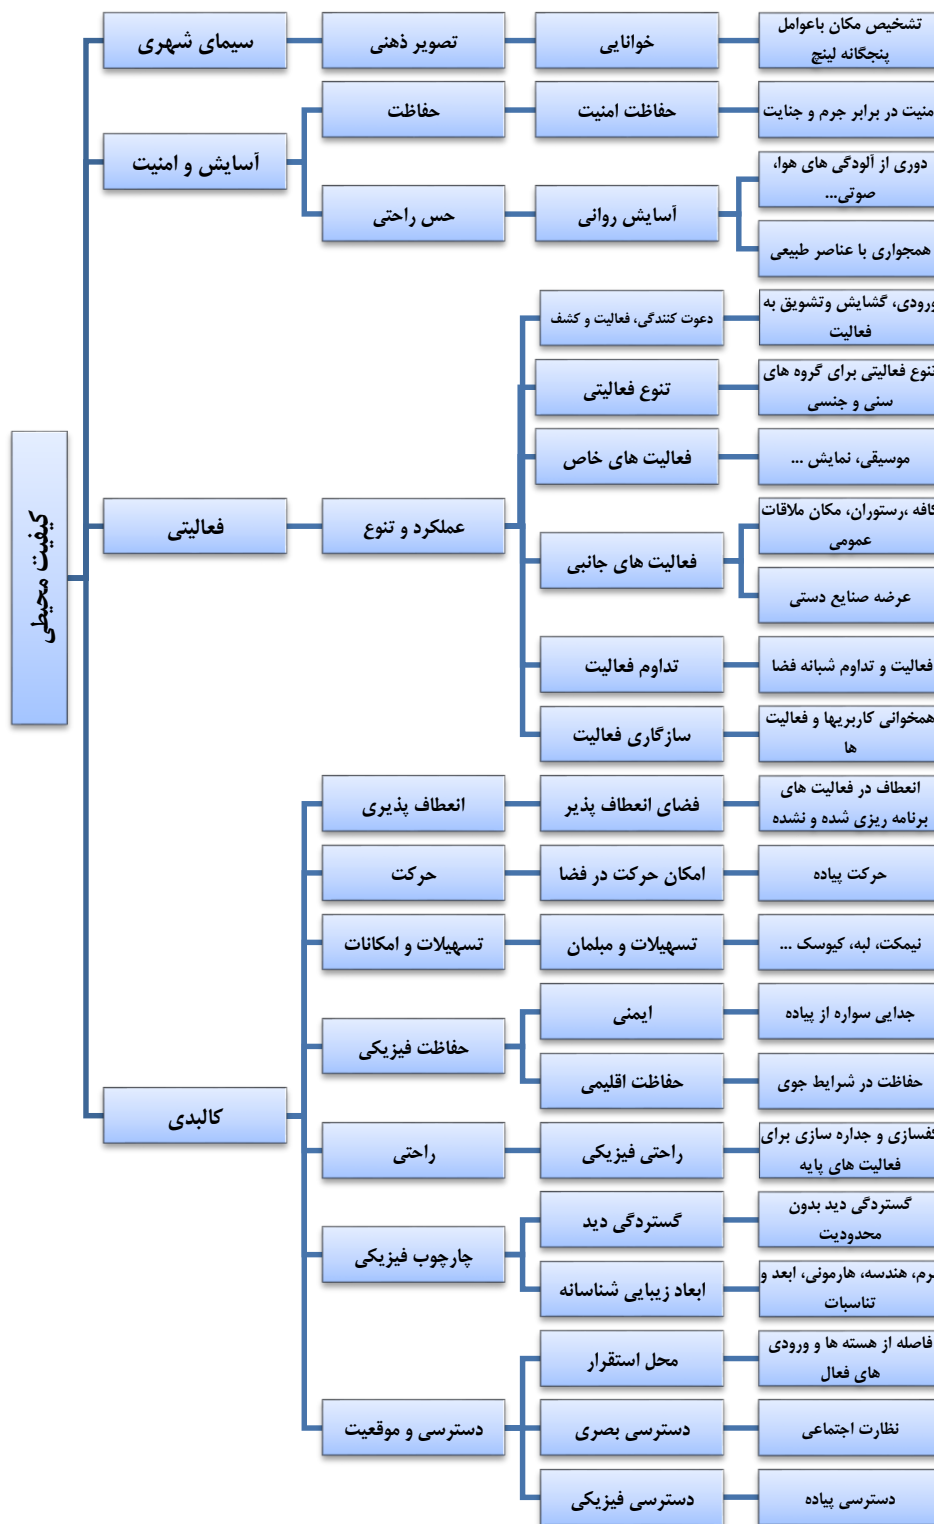 کیفیت محیطی
سیمای شهری
تصویر ذهنی
خوانایی
تشخیص مکان باعوامل
پنجگانه لینچ
آسایش و امنیت
حفاظت
حفاظت امنیت
منیت در برابر جرم و جنایت
حس راحتی
آسایش روانی
دوری از آلودگی های هوا،
صوتی...
همجواری با عناصر طبیعی
فعالیتی
عملکرد و تنوع
دعوت کنندگی، فعالیت و کشف
ورودی، گشایش وتشویق به
فعالیت
تنوع فعالیتی
تنوع فعالیتی برای گروه های
سنی و جنسی
فعالیت های خاص
موسیقی، نمایش ...
فعالیت های جانبی
کافه ،رستوران، مکان ملاقات
عمومی
عرضه صنایع دستی
تداوم فعالیت
فعالیت و تداوم شبانه فضا
سازگاری فعالیت
همخوانی کاربریها و فعالیت
ها
کالبدی
انعطاف پذیری
فضای انعطاف پذیر
انعطاف در فعالیت های
برنامه ریزی شده و نشده
حرکت
امکان حرکت در فضا
حرکت پیاده
تسهیلات و امکانات
تسهیلات و مبلمان
نیمکت، لبه، کیوسک ...
حفاظت فیزیکی
ایمنی
جدایی سواره از پیاده
حفاظت اقلیمی
حفاظت در شرایط جوی
راحتی
راحتی فیزیکی
کفسازی و جداره سازی برای
فعالیت های پایه
چارچوب فیزیکی
گستردگی دید
گستردگی دید بدون
محدودیت
ابعاد زیبایی شناسانه
رم، هندسه، هارمونی، ابعد و
تناسبات
دسترسی و موقعیت
محل استقرار
فاصله از هسته ها و ورودی
های فعال
دسترسی بصری
نظارت اجتماعی
دسترسی فیزیکی
دسترسی پیاده